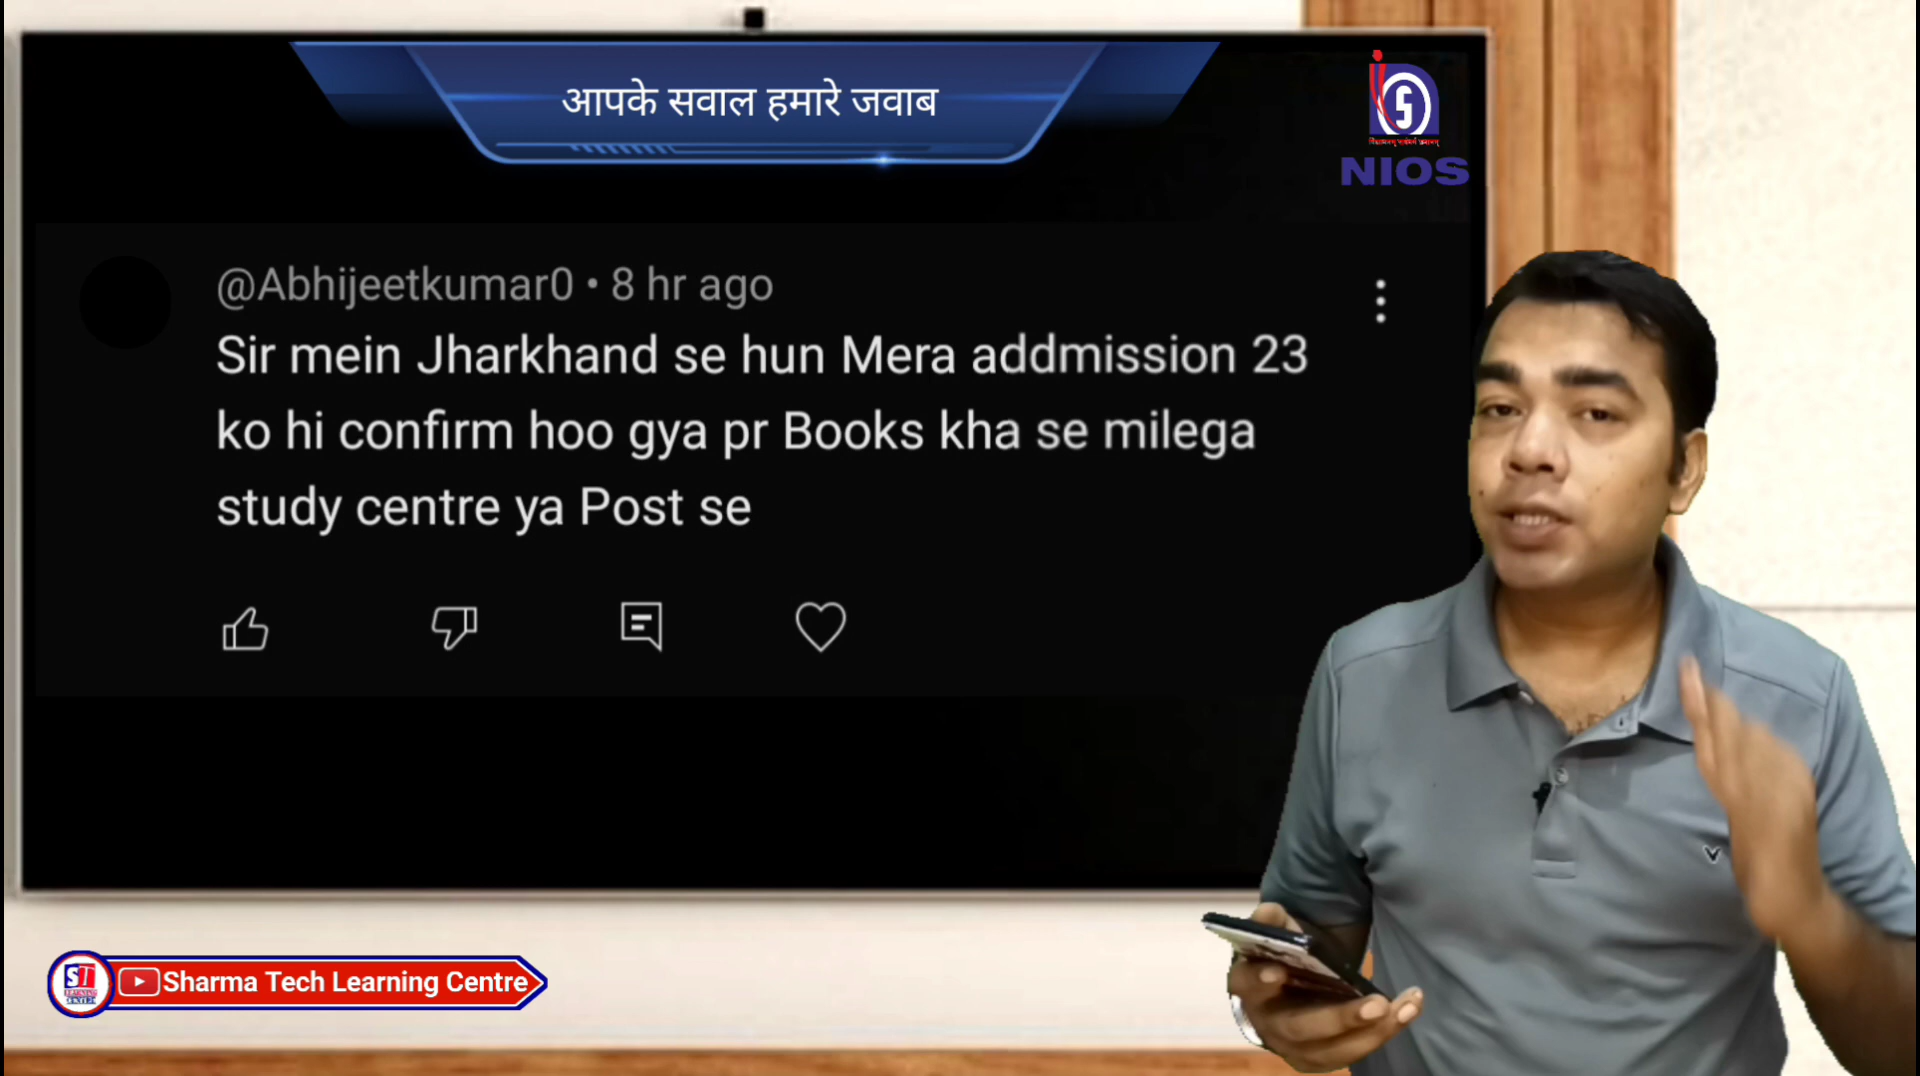 आपके सवाल हमारे जवाब
NIOS
@Abhijeetkumar0 • 8 hr ago
Sir mein Jharkhand se hun Mera addmission 23
ko hi confirm hoo gya pr Books kha se milega
study centre ya Post se
ST
Sharma Tech Learning Centre